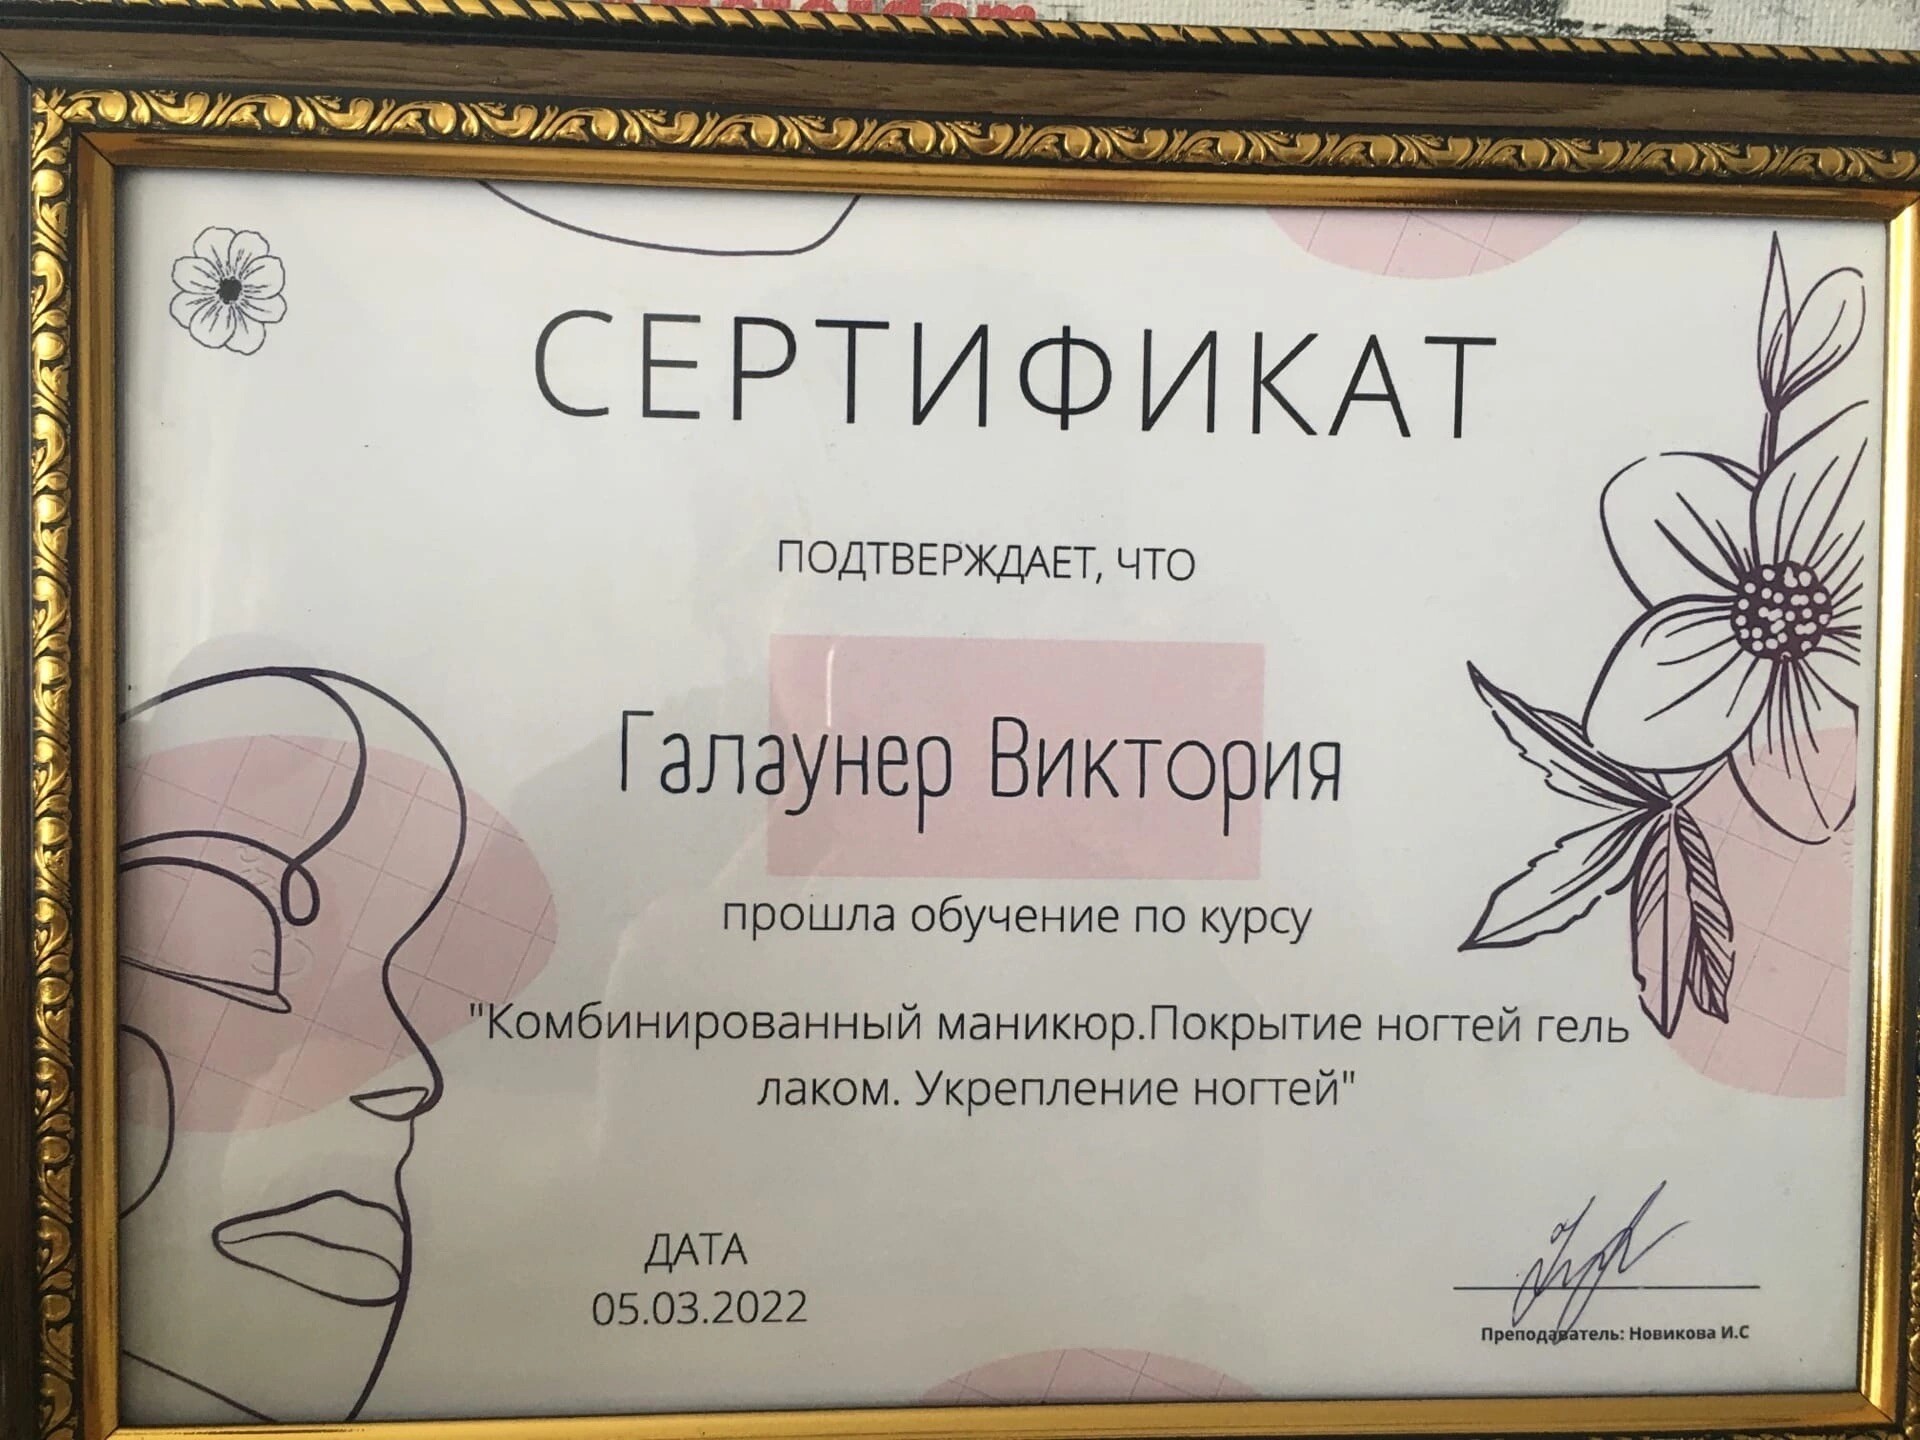 СЕРТИФИКАТ
ПОДТВЕРЖДАЕТ, ЧТО
Галаунер Виктория
прошла обучение по курсу
"Комбинированный маникюр.Покрытие ногтей гель
лаком. Укрепление ногтей"
ДАТА
05.03.2022
Преподаватель: Новикова И.С